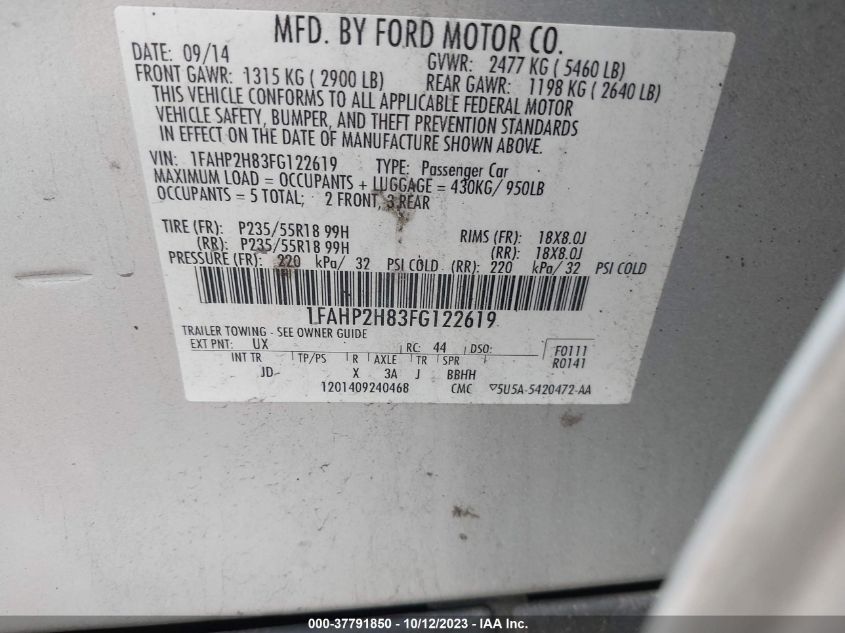 MFD. BY FORD MOTOR CO.
DATE: 09/14
GVWR: 2477 KG ( 5460 LB)
FRONT GAWR: 1315 KG ( 2900 LB)
REAR GAWR: 1198 KG ( 2640 LB)
THIS VEHICLE CONFORMS TO ALL APPLICABLE FEDERAL MOTOR
VEHICLE SAFETY, BUMPER, AND THEFT PREVENTION STANDARDS
IN EFFECT ON THE DATE OF MANUFACTURE SHOWN ABOVE.
VIN: 1FAHP2H83FG122619 TYPE: Passenger Car
MAXIMUM LOAD = OCCUPANTS + LUGGAGE = 430KG/ 950LB
OCCUPANTS = 5 TOTAL; 2 FRONT, 3 REAR
TIRE (FR): P235/55R18 99H RIMS (FR): 18X8.0J
(RR): P235/55R18 99H (RR): 18X8.0J
PRESSURE (FR): 220 kPa/ 32 PSI COLD (RR): 220 kPa/ 32 PSI COLD
1FAHP2H83FG122619
TRAILER TOWING - SEE OWNER GUIDE
EXT PNT: UX RC: 44 DSO:
F0111
R0141
INT TR TP/PS R AXLE TR SPR
JD- X 3A J BBHH
1201409240468 CMC ▽5U5A-5420472-AA
000-37791850 - 10/12/2023 - IAA Inc.